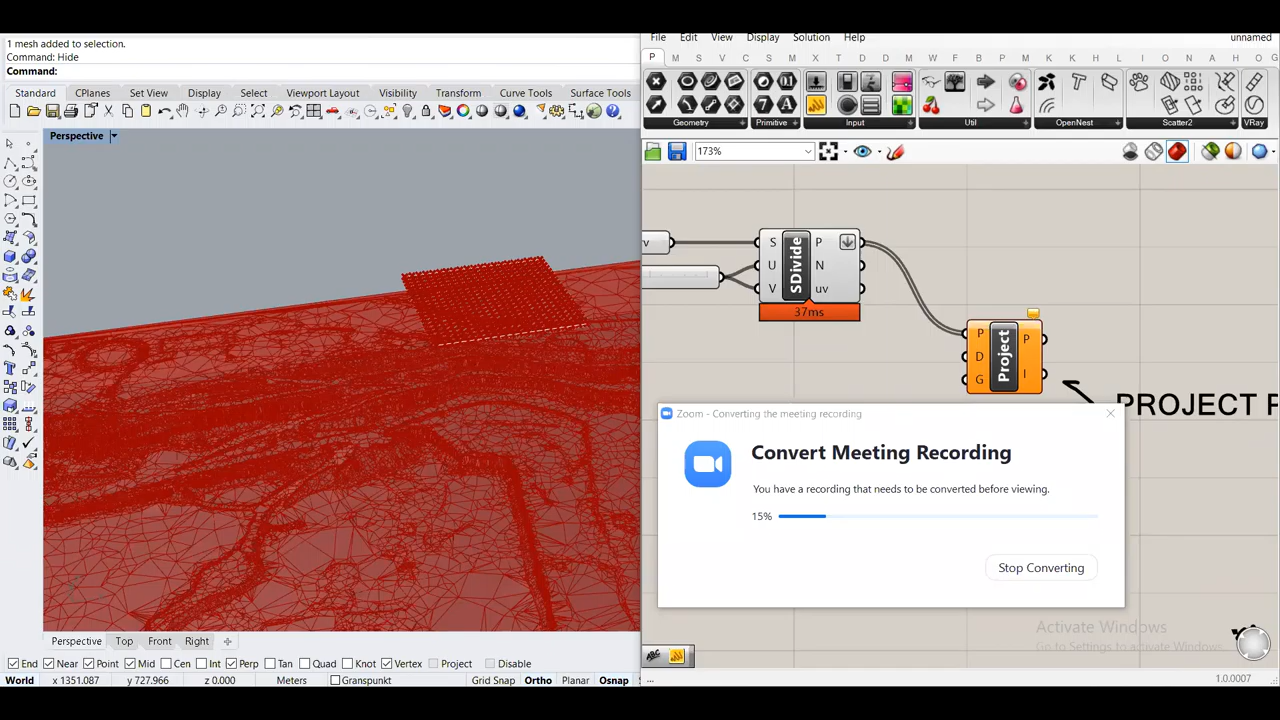 1 mesh added to selection.
Command: Hide
Command:
Standard CPlanes Set View Display Select Viewport Layout Visibility Transform Curve Tools Surface Tools
Perspective
Perspective Top Front Right
End Near Point Mid Cen Int Perp Tan Quad Knot Vertex Project Disable
World x 1351.087 y 727.966 z 0.000 Meters Granspunkt Grid Snap Ortho Planar Osnap
File Edit View Display Solution Help unnamed
P M S V C S M X T D A M W F B P M S N H A H O G
Geometry Primitive Input Util OpenNest Scatter2 VRay
173%
v
S U V SDivide P N uv
37ms
P D G Project P I
PROJECT P
Zoom - Converting the meeting recording
Convert Meeting Recording
You have a recording that needs to be converted before viewing.
15%
Stop Converting
Activate Windows
Go to Settings to activate Windows.
ABC
...
1.0.0007